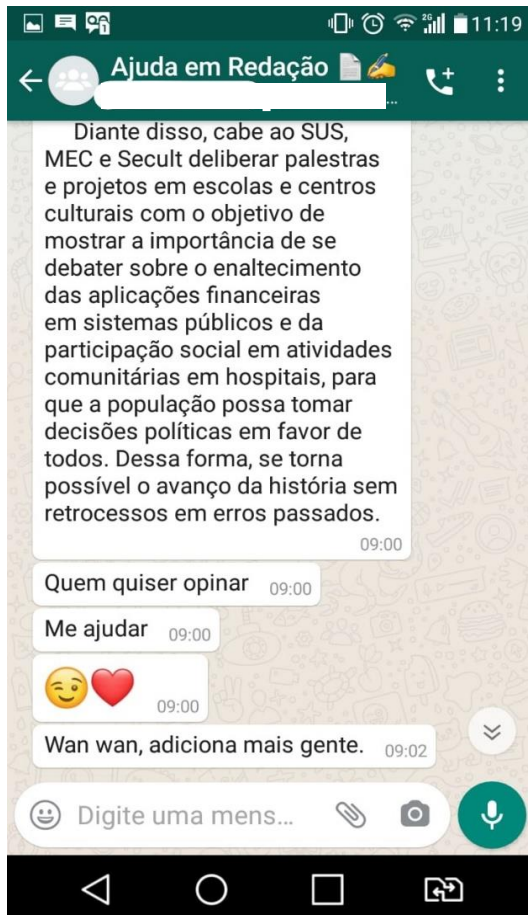 2G 11:19
Ajuda em Redação
...
Diante disso, cabe ao SUS,
MEC e Secult deliberar palestras
e projetos em escolas e centros
culturais com o objetivo de
mostrar a importância de se
debater sobre o enaltecimento
das aplicações financeiras
em sistemas públicos e da
participação social em atividades
comunitárias em hospitais, para
que a população possa tomar
decisões políticas em favor de
todos. Dessa forma, se torna
possível o avanço da história sem
retrocessos em erros passados.
09:00
Quem quiser opinar 09:00
Me ajudar 09:00
😉❤️
09:00
Wan wan, adiciona mais gente. 09:02
Digite uma mens...